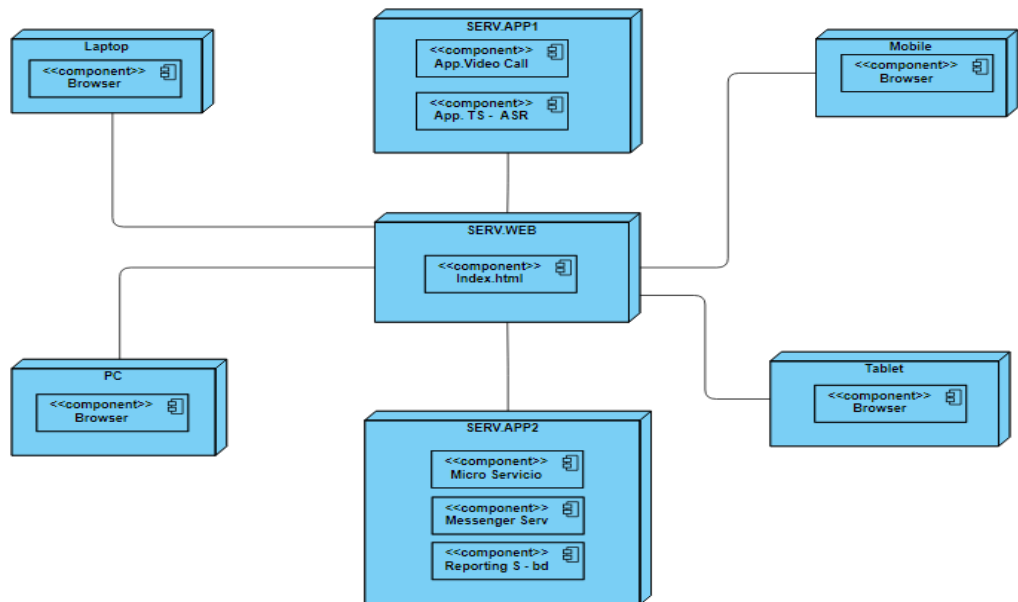 SERV.APP1
<<component>>
App.Video Call
<<component>>
App. TS - ASR
Laptop
<<component>>
Browser
Mobile
<<component>>
Browser
SERV.WEB
<<component>>
Index.html
PC
<<component>>
Browser
Tablet
<<component>>
Browser
SERV.APP2
<<component>>
Micro Servicio
<<component>>
Messenger Serv
<<component>>
Reporting S - bd